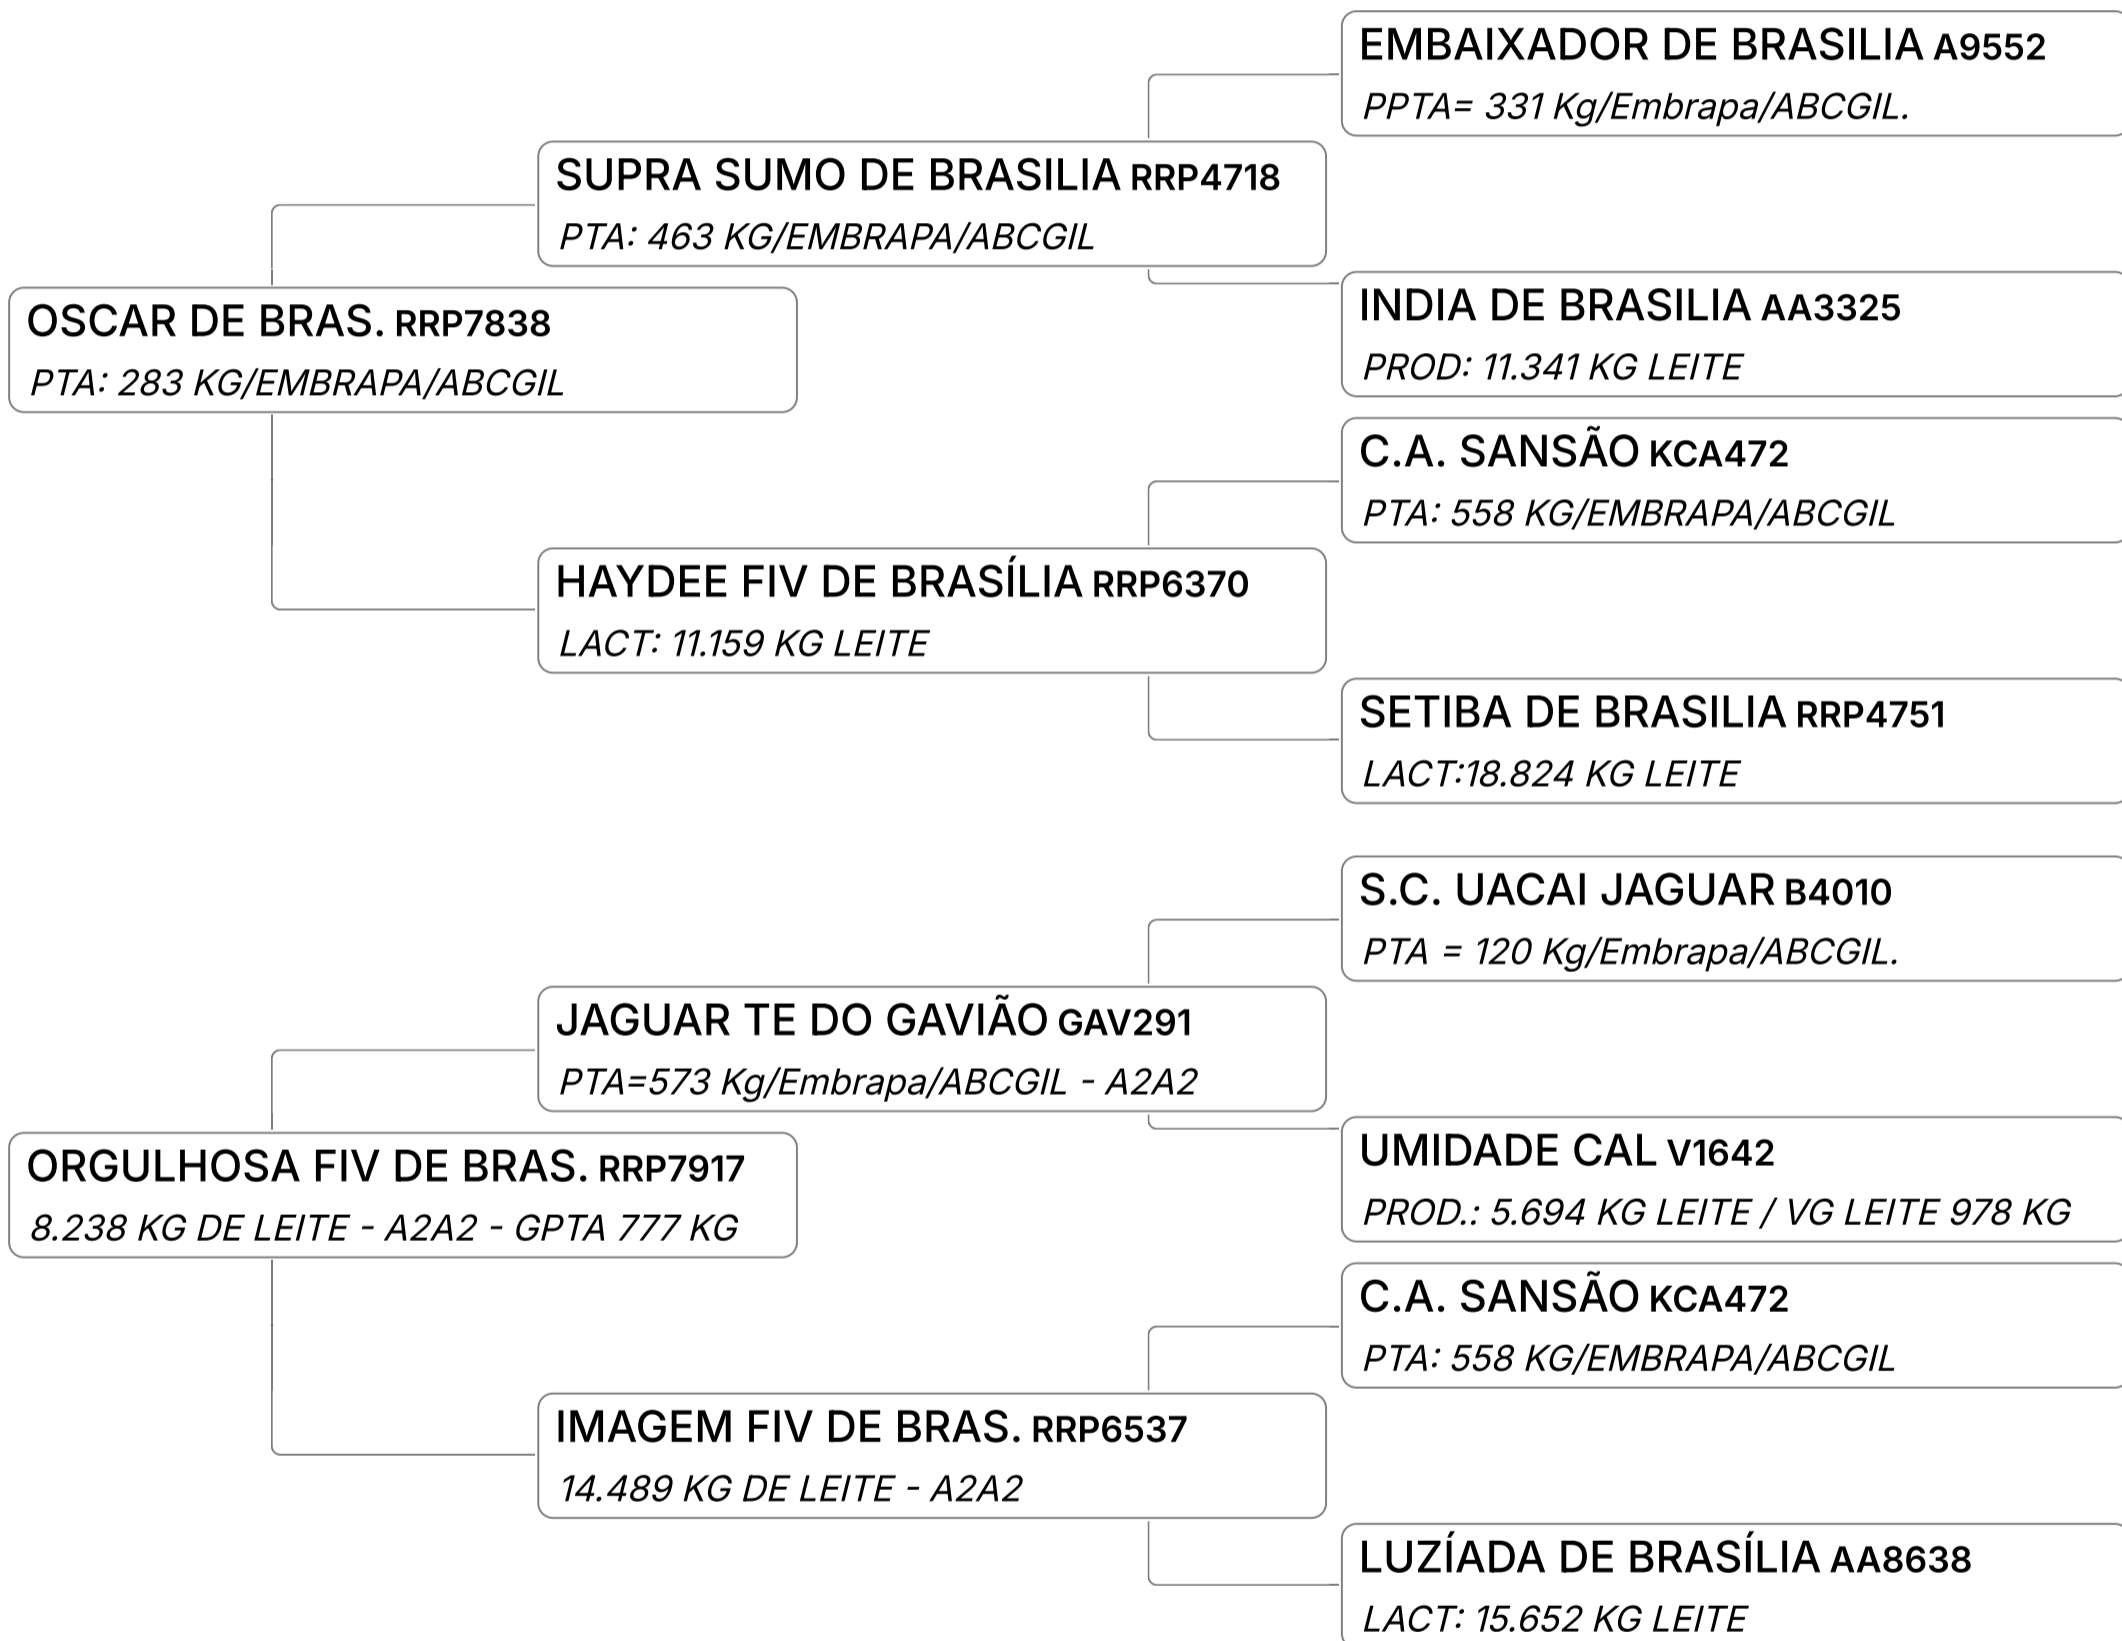 EMBAIXADOR DE BRASILIA A9552
PPTA= 331 Kg/Embrapa/ABCGIL.
SUPRA SUMO DE BRASILIA RRP4718
PTA: 463 KG/EMBRAPA/ABCGIL
INDIA DE BRASILIA AA3325
PROD: 11.341 KG LEITE
OSCAR DE BRAS. RRP7838
PTA: 283 KG/EMBRAPA/ABCGIL
C.A. SANSÃO KCA472
PTA: 558 KG/EMBRAPA/ABCGIL
HAYDEE FIV DE BRASÍLIA RRP6370
LACT: 11.159 KG LEITE
SETIBA DE BRASILIA RRP4751
LACT:18.824 KG LEITE
S.C. UACAI JAGUAR B4010
PTA = 120 Kg/Embrapa/ABCGIL.
JAGUAR TE DO GAVIÃO GAV291
PTA=573 Kg/Embrapa/ABCGIL - A2A2
UMIDADE CAL V1642
PROD.: 5.694 KG LEITE / VG LEITE 978 KG
ORGULHOSA FIV DE BRAS. RRP7917
8.238 KG DE LEITE - A2A2 - GPTA 777 KG
C.A. SANSÃO KCA472
PTA: 558 KG/EMBRAPA/ABCGIL
IMAGEM FIV DE BRAS. RRP6537
14.489 KG DE LEITE - A2A2
LUZÍADA DE BRASÍLIA AA8638
LACT: 15.652 KG LEITE